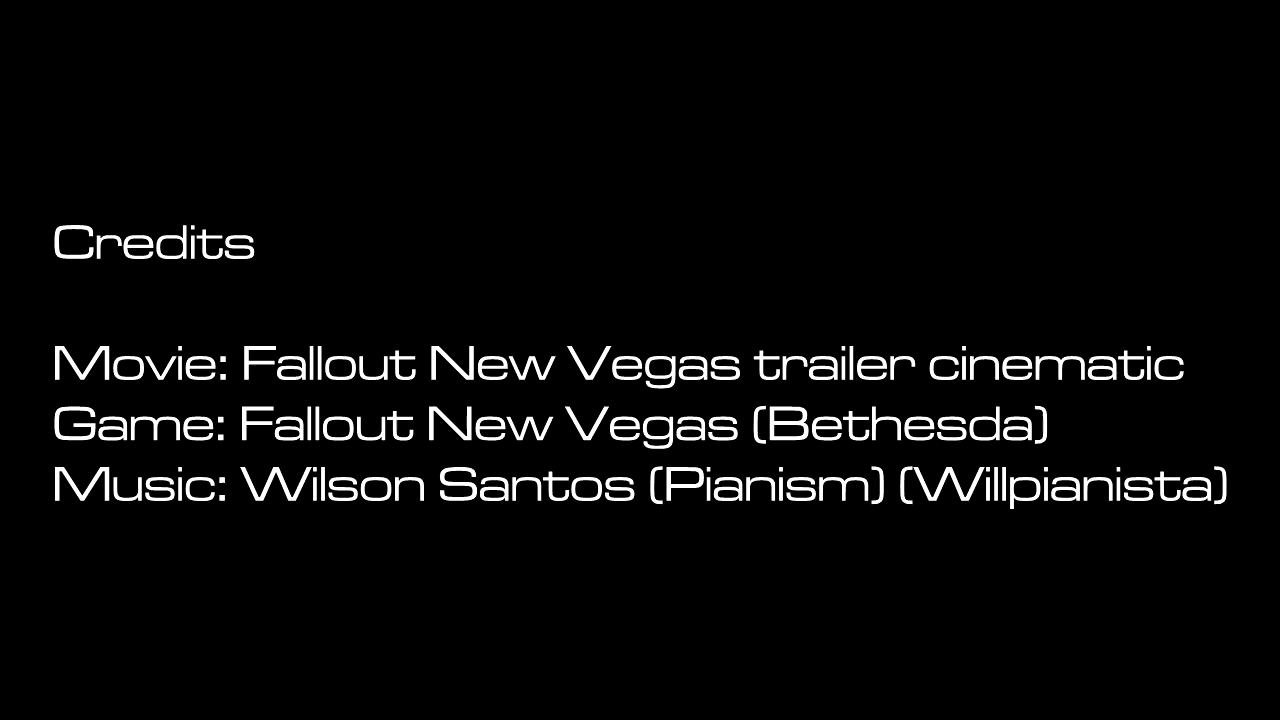 Credits
Movie: Fallout New Vegas trailer cinematic
Game: Fallout New Vegas (Bethesda)
Music: Wilson Santos (Pianism) (Willpianista)